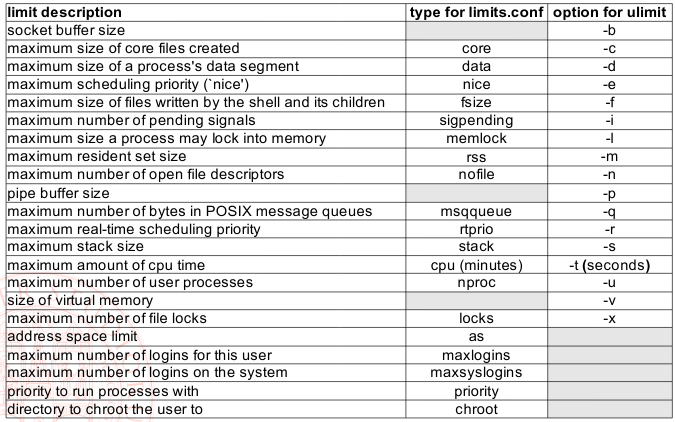 limit description type for limits.conf option for ulimit
socket buffer size -b
maximum size of core files created core -c
maximum size of a process's data segment data -d
maximum scheduling priority (`nice') nice -e
maximum size of files written by the shell and its children fsize -f
maximum number of pending signals sigpending -i
maximum size a process may lock into memory memlock -l
maximum resident set size rss -m
maximum number of open file descriptors nofile -n
pipe buffer size -p
maximum number of bytes in POSIX message queues msqqueue -q
maximum real-time scheduling priority rtprio -r
maximum stack size stack -s
maximum amount of cpu time cpu (minutes) -t (seconds)
maximum number of user processes nproc -u
size of virtual memory -v
maximum number of file locks locks -x
address space limit as
maximum number of logins for this user maxlogins
maximum number of logins on the system maxsyslogins
priority to run processes with priority
directory to chroot the user to chroot